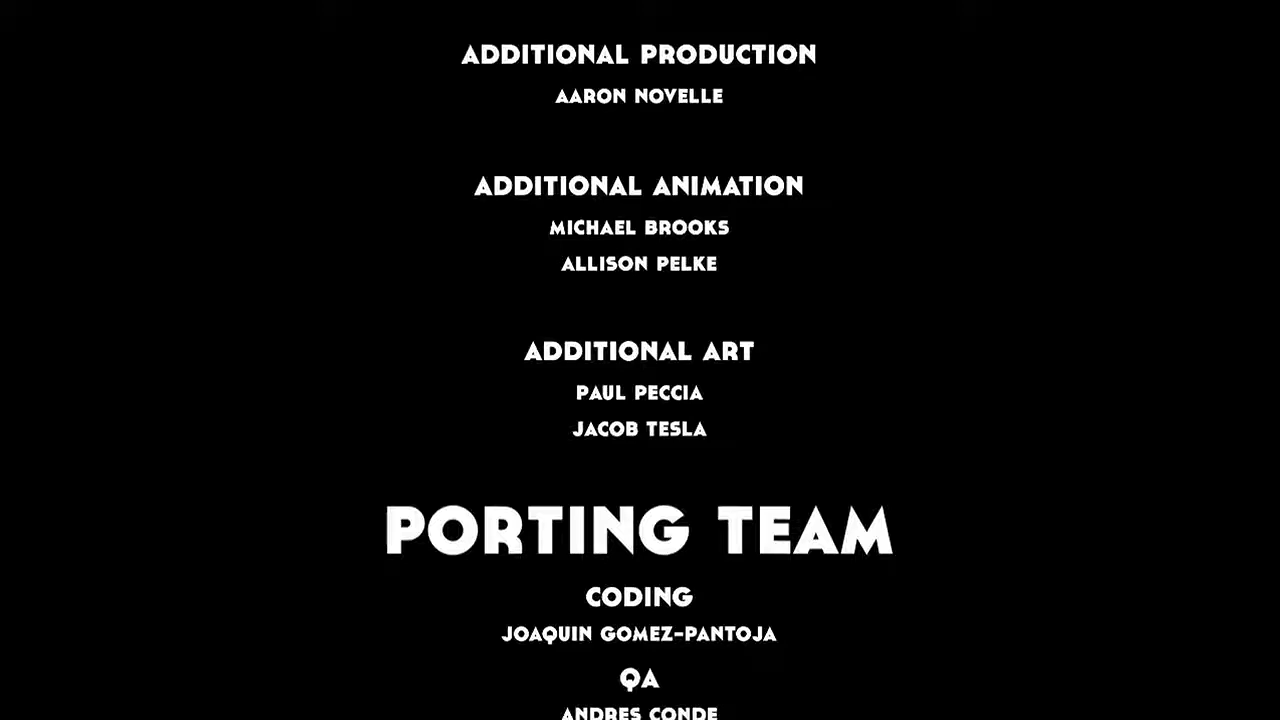 ADDITIONAL PRODUCTION
AARON NOVELLE
ADDITIONAL ANIMATION
MICHAEL BROOKS
ALLISON PELKE
ADDITIONAL ART
PAUL PECCIA
JACOB TESLA
PORTING TEAM
CODING
JOAQUIN GOMEZ-PANTOJA
QA
ANDRES CONDE